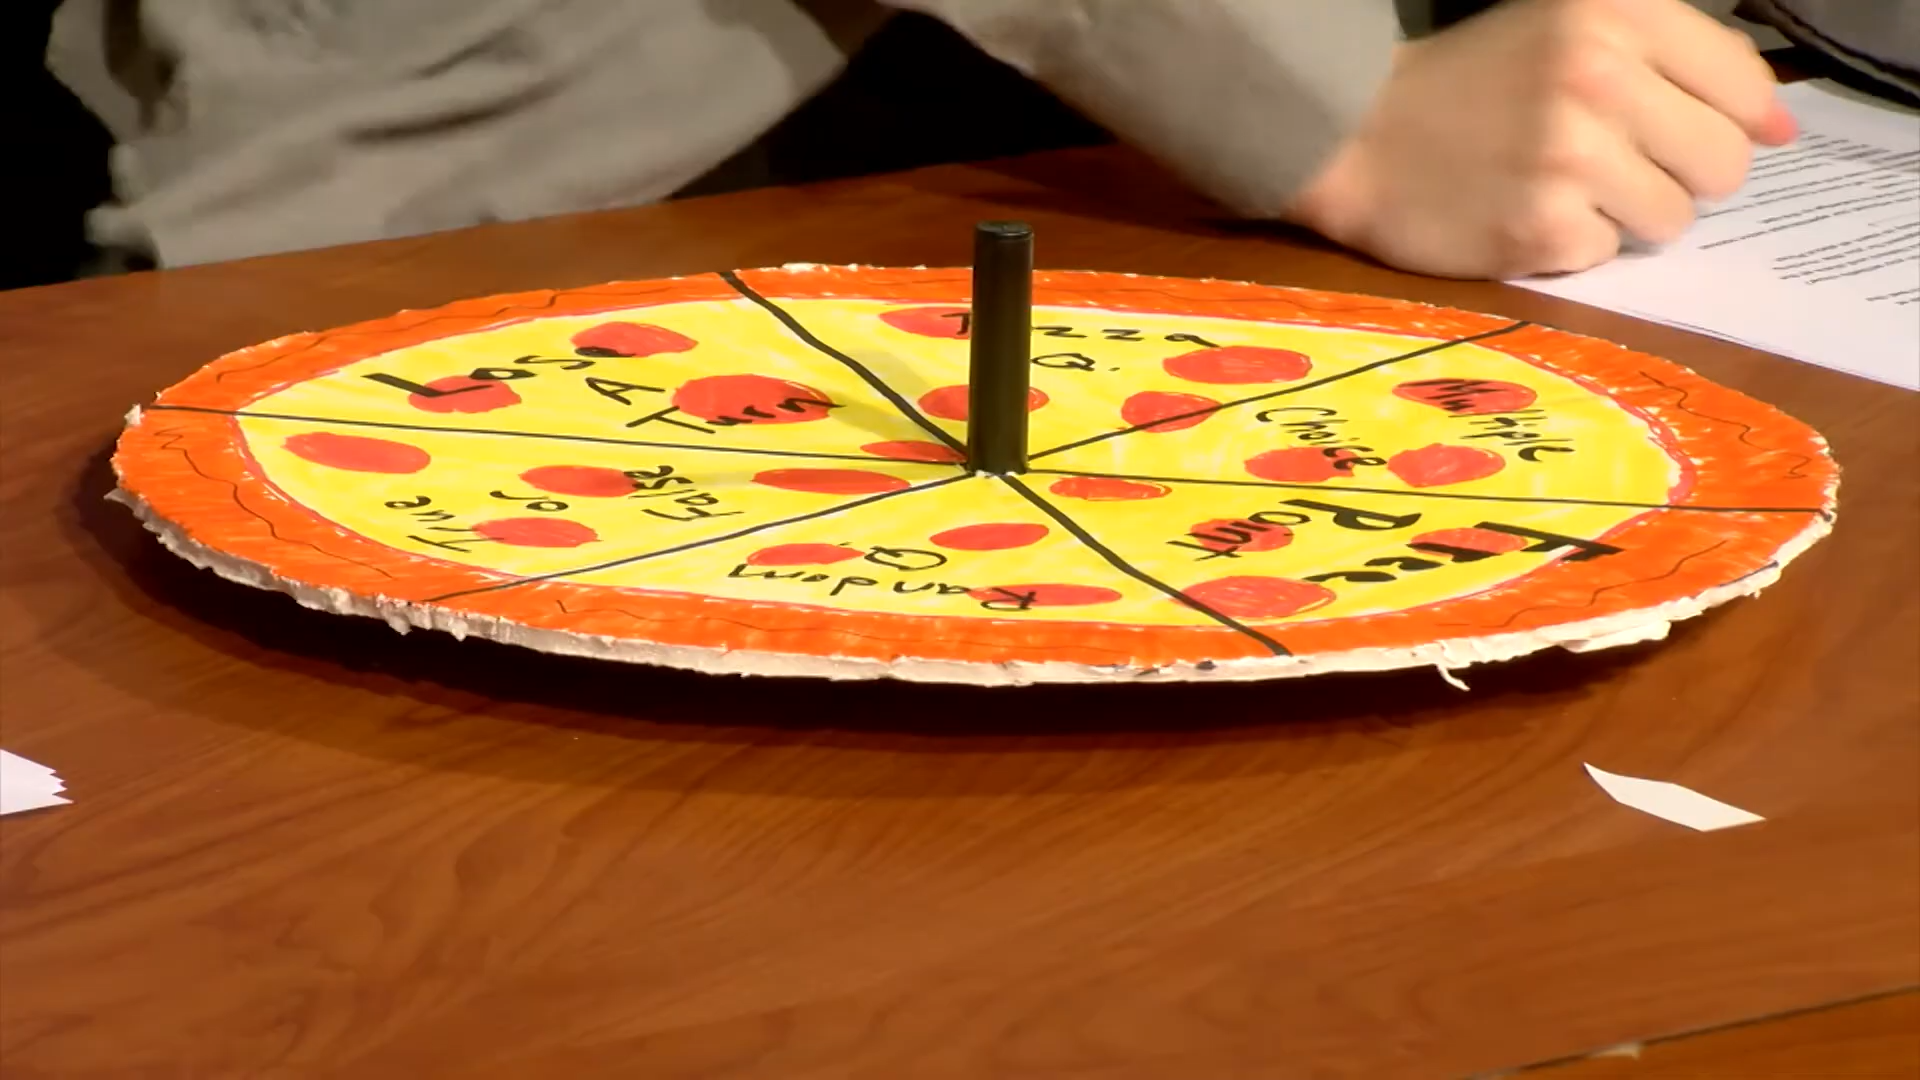 Pizza
Q.
Multiple
Choice
Free
Point
Random
Q.
True
or
False
Lose
A
Turn